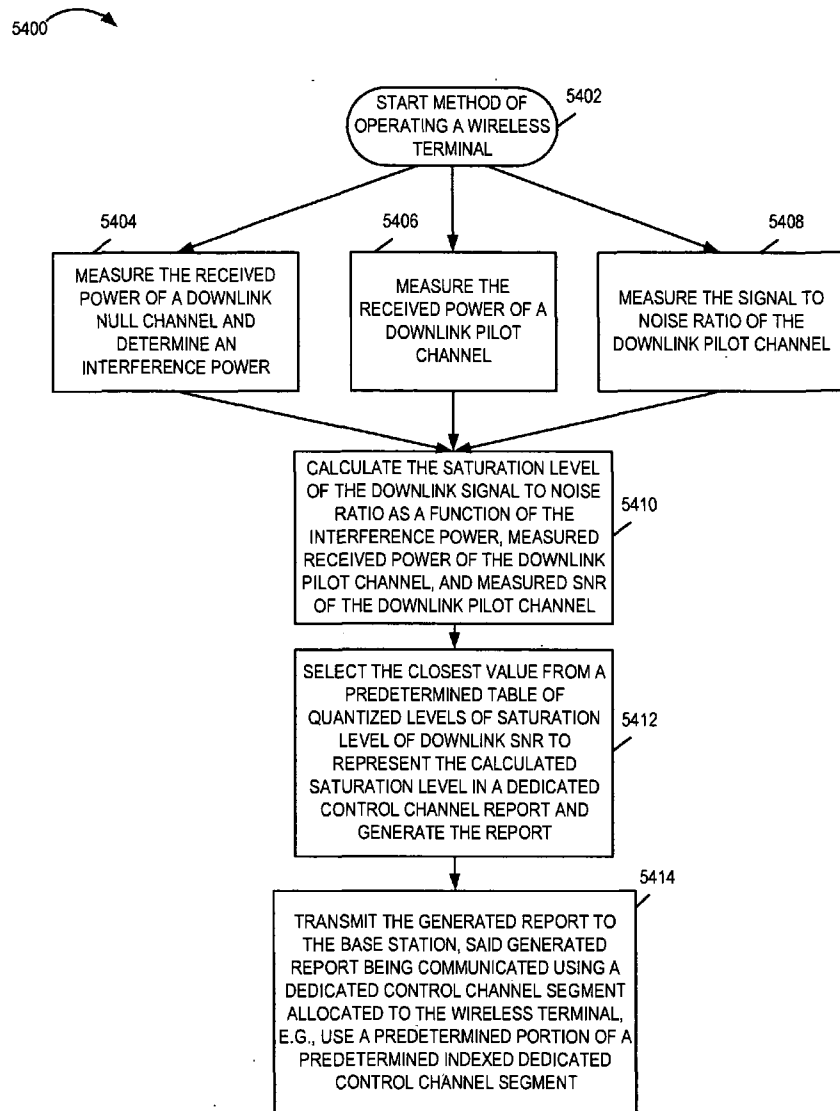 5400
START METHOD OF
OPERATING A WIRELESS
TERMINAL
5402
5404
MEASURE THE RECEIVED
POWER OF A DOWNLINK
NULL CHANNEL AND
DETERMINE AN
INTERFERENCE POWER
5406
MEASURE THE
RECEIVED POWER OF A
DOWNLINK PILOT
CHANNEL
5408
MEASURE THE SIGNAL TO
NOISE RATIO OF THE
DOWNLINK PILOT CHANNEL
CALCULATE THE SATURATION LEVEL
OF THE DOWNLINK SIGNAL TO NOISE
RATIO AS A FUNCTION OF THE
INTERFERENCE POWER, MEASURED
RECEIVED POWER OF THE DOWNLINK
PILOT CHANNEL, AND MEASURED SNR
OF THE DOWNLINK PILOT CHANNEL
5410
SELECT THE CLOSEST VALUE FROM A
PREDETERMINED TABLE OF
QUANTIZED LEVELS OF SATURATION
LEVEL OF DOWNLINK SNR TO
REPRESENT THE CALCULATED
SATURATION LEVEL IN A DEDICATED
CONTROL CHANNEL REPORT AND
GENERATE THE REPORT
5412
5414
TRANSMIT THE GENERATED REPORT TO
THE BASE STATION, SAID GENERATED
REPORT BEING COMMUNICATED USING A
DEDICATED CONTROL CHANNEL SEGMENT
ALLOCATED TO THE WIRELESS TERMINAL,
E.G., USE A PREDETERMINED PORTION OF A
PREDETERMINED INDEXED DEDICATED
CONTROL CHANNEL SEGMENT